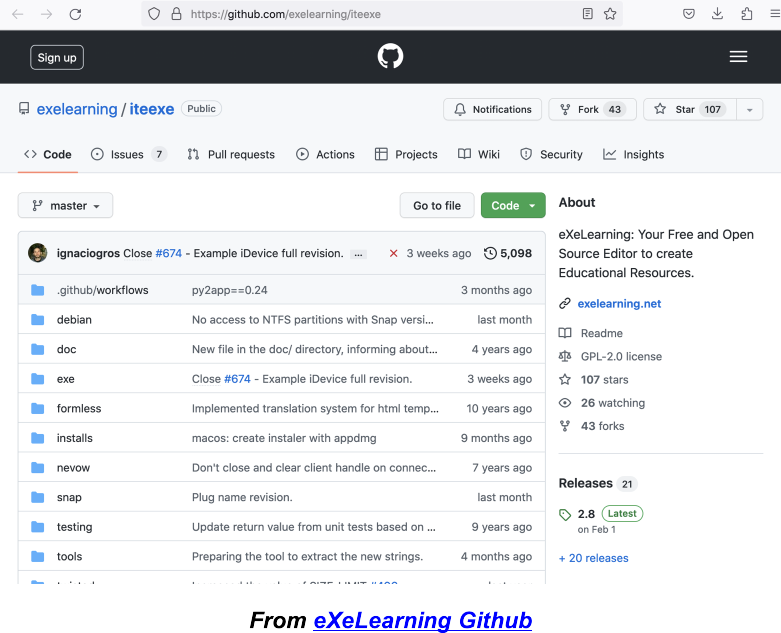 https://github.com/exelearning/iteexe
Sign up
exelearning / iteexe Public
Notifications Fork 43 Star 107
Code Issues 7 Pull requests Actions Projects Wiki Security Insights
master Go to file Code
About
eXeLearning: Your Free and Open
Source Editor to create
Educational Resources.
exelearning.net
Readme
GPL-2.0 license
107 stars
26 watching
43 forks
Releases 21
2.8 Latest
on Feb 1
+ 20 releases
ignaciogros Close #674 - Example iDevice full revision. ... 3 weeks ago 5,098
.github/workflows py2app==0.24 3 months ago
debian No access to NTFS partitions with Snap versi... last month
doc New file in the doc/ directory, informing about... 4 years ago
exe Close #674 - Example iDevice full revision. 3 weeks ago
formless Implemented translation system for html temp... 10 years ago
installs macos: create instaler with appdmg 9 months ago
nevow Don't close and clear client handle on connec... 7 years ago
snap Plug name revision. last month
testing Update return value from unit tests based on ... 9 years ago
tools Preparing the tool to extract the new strings. 4 months ago
From eXeLearning Github